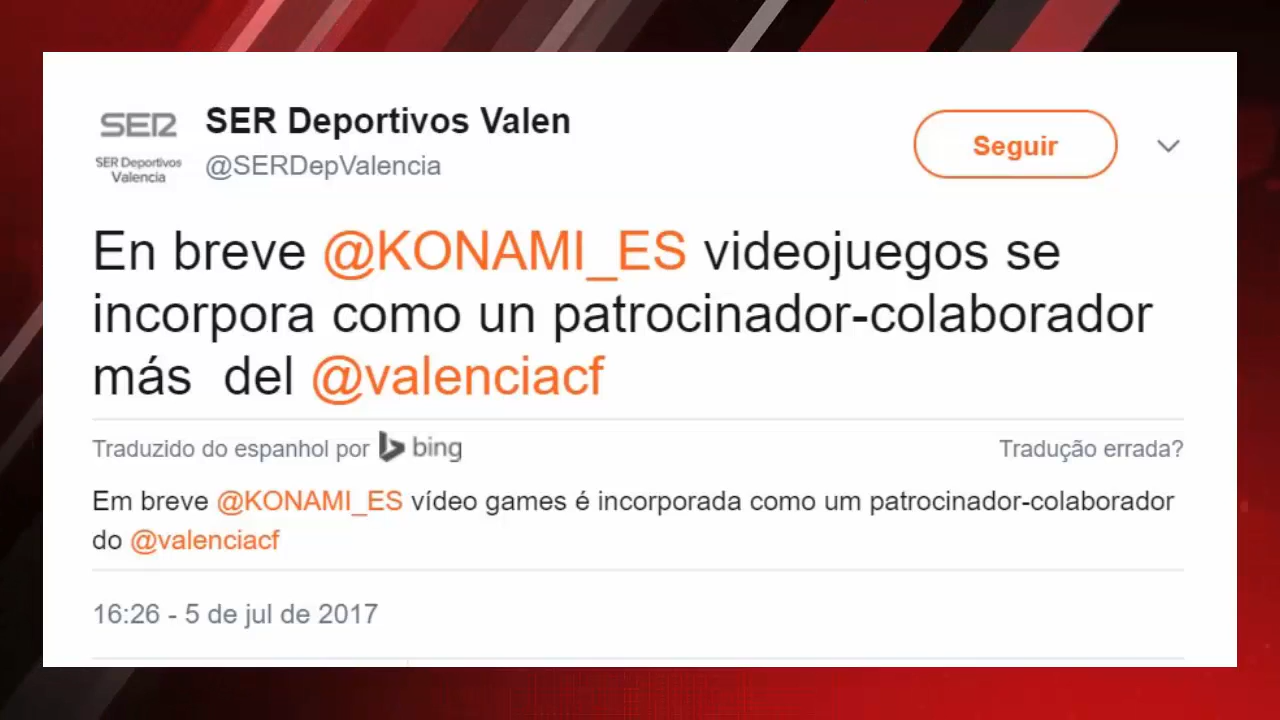 SER
SER Deportivos
Valencia
SER Deportivos Valen
@SERDepValencia
Seguir
En breve @KONAMI_ES videojuegos se
incorpora como un patrocinador-colaborador
más del @valenciacf
Traduzido do espanhol por bing
Tradução errada?
Em breve @KONAMI_ES vídeo games é incorporada como um patrocinador-colaborador
do @valenciacf
16:26 - 5 de jul de 2017